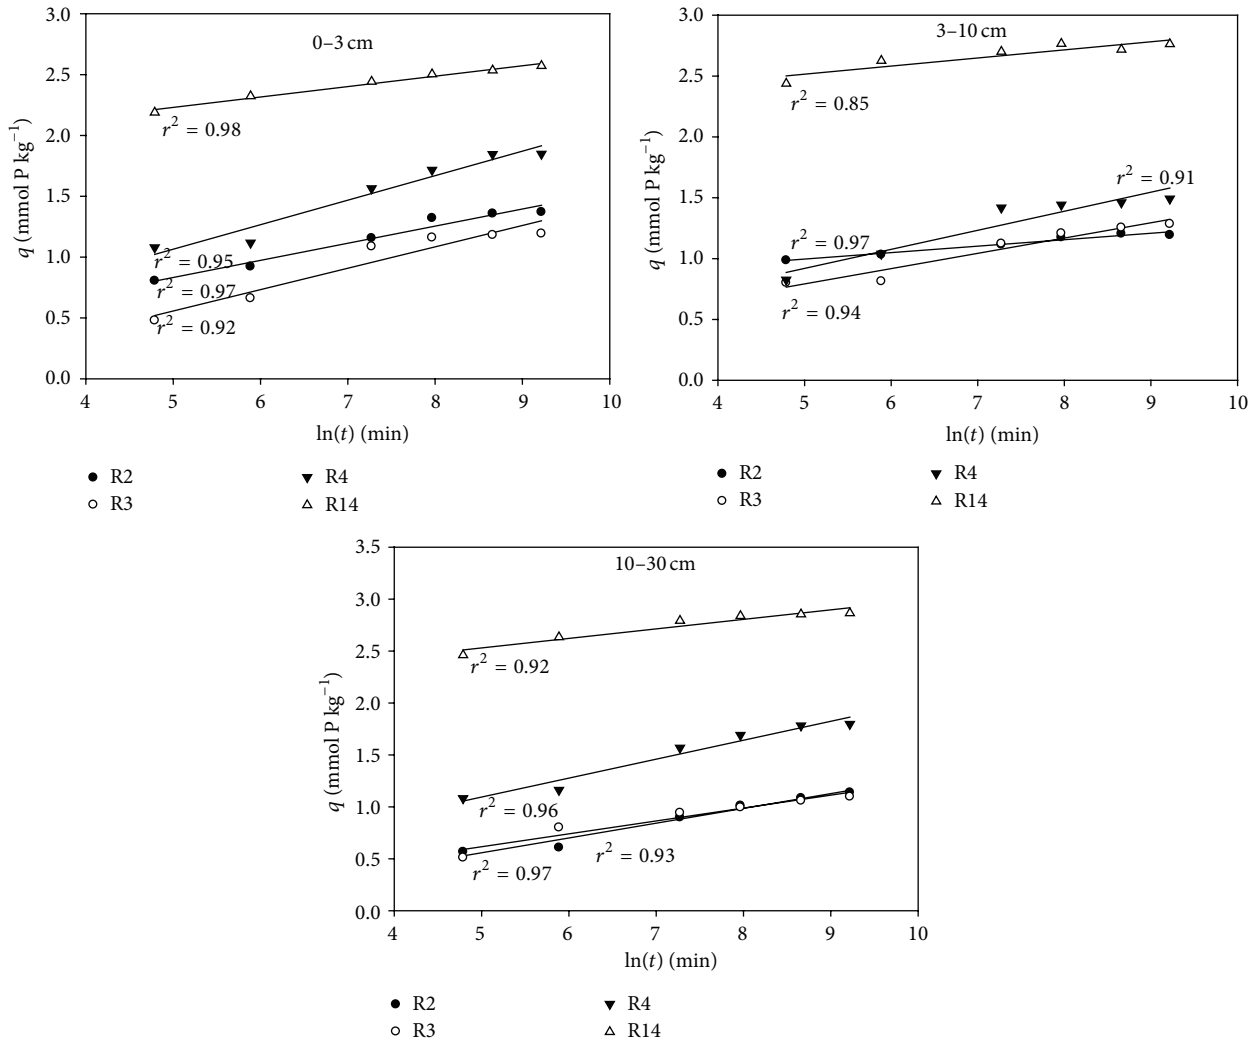 0–3 cm
q (mmol P kg⁻¹)
3.0
2.5
2.0
1.5
1.0
0.5
0.0
r² = 0.98
r² = 0.95
r² = 0.97
r² = 0.92
4 5 6 7 8 9 10
ln(t) (min)
R2 R4
R3 R14
3–10 cm
q (mmol P kg⁻¹)
3.0
2.5
2.0
1.5
1.0
0.5
0.0
r² = 0.85
r² = 0.91
r² = 0.97
r² = 0.94
4 5 6 7 8 9 10
ln(t) (min)
R2 R4
R3 R14
10–30 cm
q (mmol P kg⁻¹)
3.5
3.0
2.5
2.0
1.5
1.0
0.5
0.0
r² = 0.92
r² = 0.96
r² = 0.93
r² = 0.97
4 5 6 7 8 9 10
ln(t) (min)
R2 R4
R3 R14